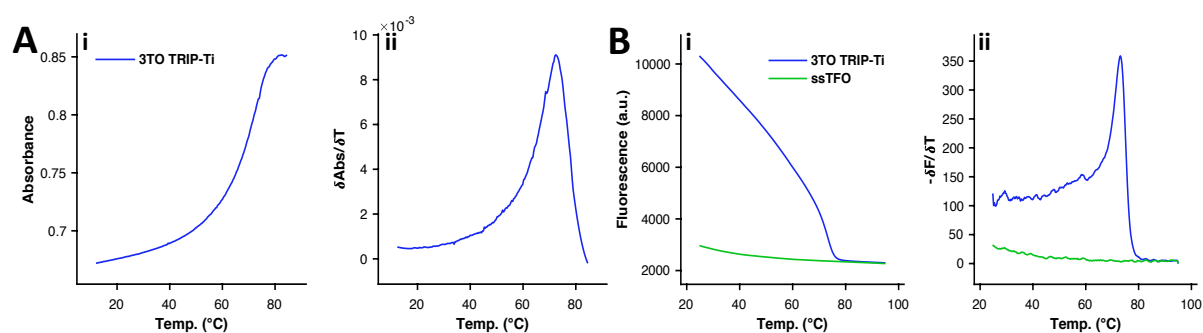 A
i
3TO TRIP-Ti
Absorbance
0.85
0.8
0.75
0.7
20 40 60 80
Temp. (°C)
ii
×10⁻³
δAbs/δT
10
8
6
4
2
0
20 40 60 80
Temp. (°C)
B
i
3TO TRIP-Ti
ssTFO
Fluorescence (a.u.)
10000
8000
6000
4000
2000
20 40 60 80 100
Temp. (°C)
ii
-δF/δT
350
300
250
200
150
100
50
0
20 40 60 80 100
Temp. (°C)